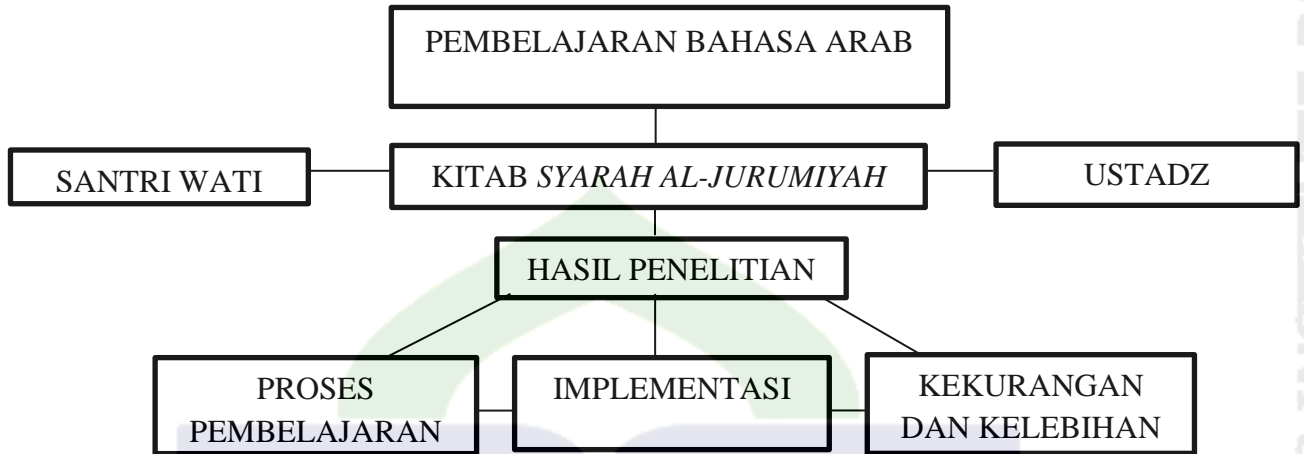 PEMBELAJARAN BAHASA ARAB
SANTRI WATI
KITAB SYARAH AL-JURUMIYAH
USTADZ
HASIL PENELITIAN
PROSES
PEMBELAJARAN
IMPLEMENTASI
KEKURANGAN
DAN KELEBIHAN